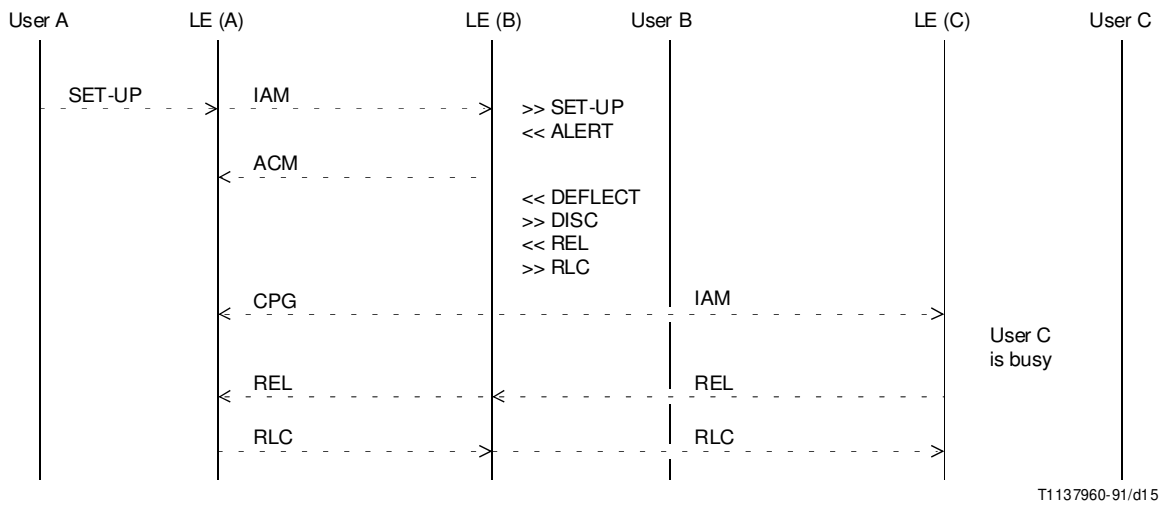 User A LE (A) LE (B) User B LE (C) User C
SET-UP IAM >> SET-UP
<< ALERT
ACM
<< DEFLECT
>> DISC
<< REL
>> RLC
CPG IAM
User C
is busy
REL REL
RLC RLC
T1137960-91/d15